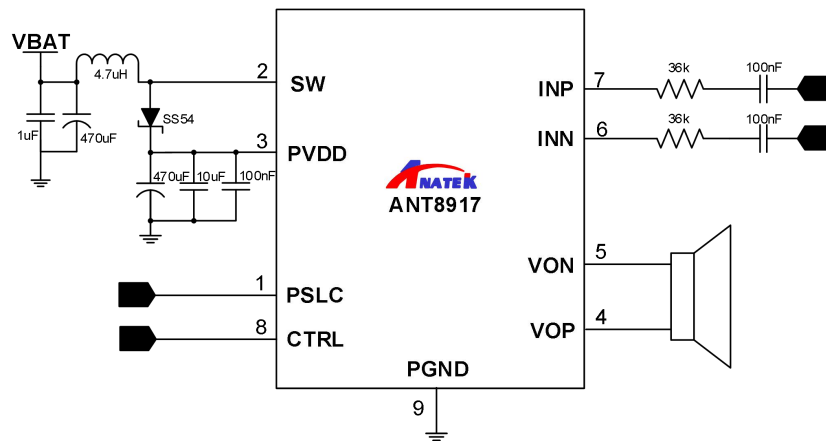 VBAT
4.7uH
2
SW
SS54
1uF
470uF
3
PVDD
470uF
10uF
100nF
1
PSLC
8
CTRL
ANATEK
ANT8917
PGND
9
7
INP
36k
100nF
6
INN
36k
100nF
5
VON
4
VOP